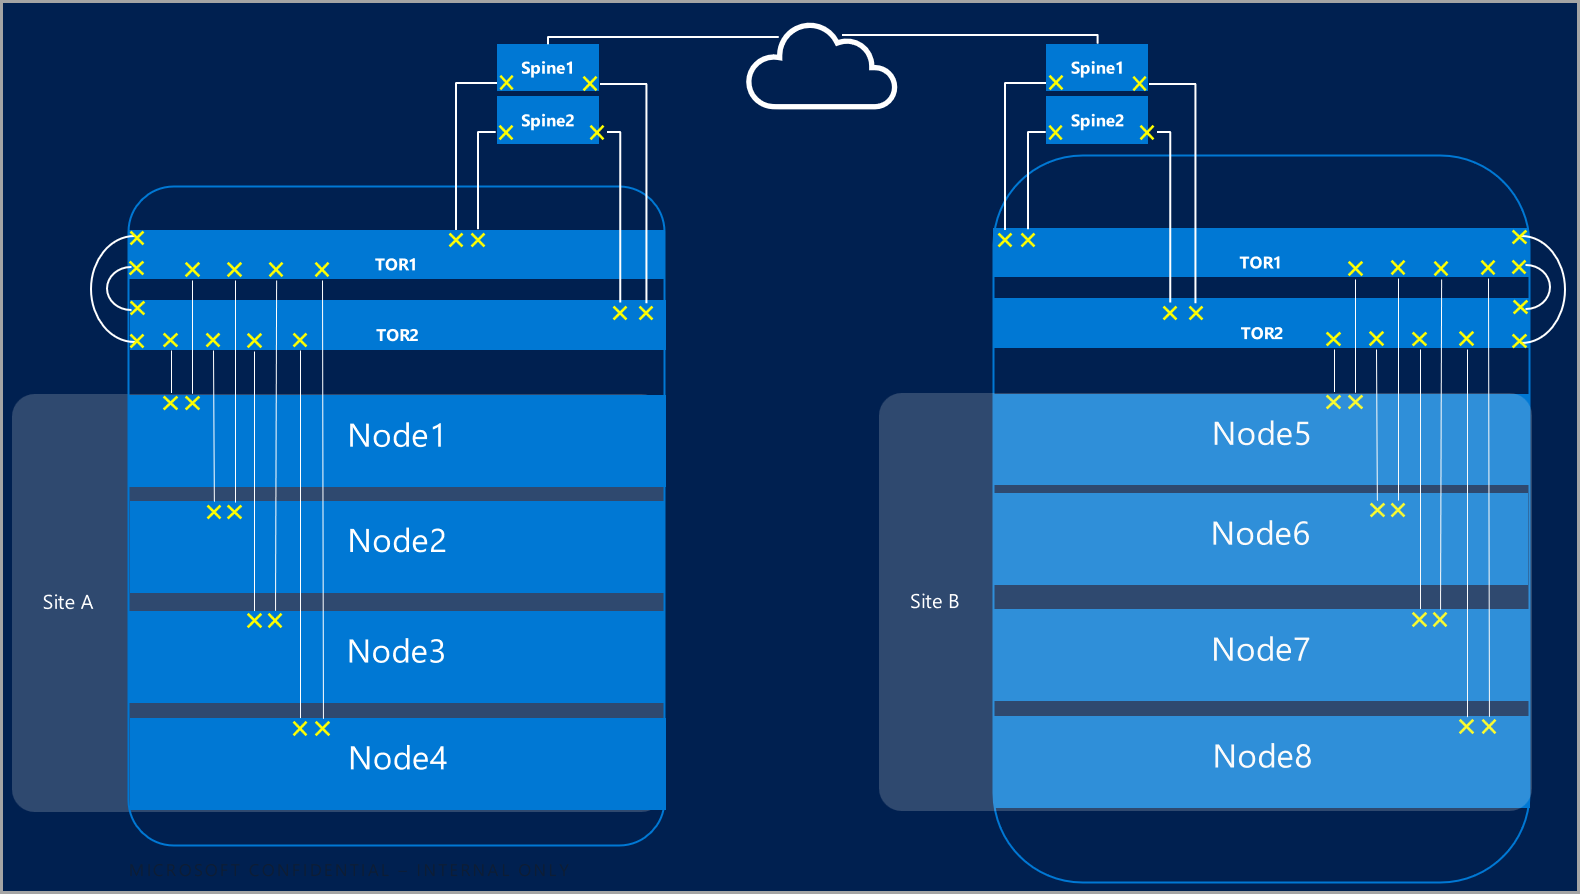 Spine1
Spine2
TOR1
TOR2
Node1
Node2
Node3
Node4
Site A
Spine1
Spine2
TOR1
TOR2
Node5
Node6
Node7
Node8
Site B